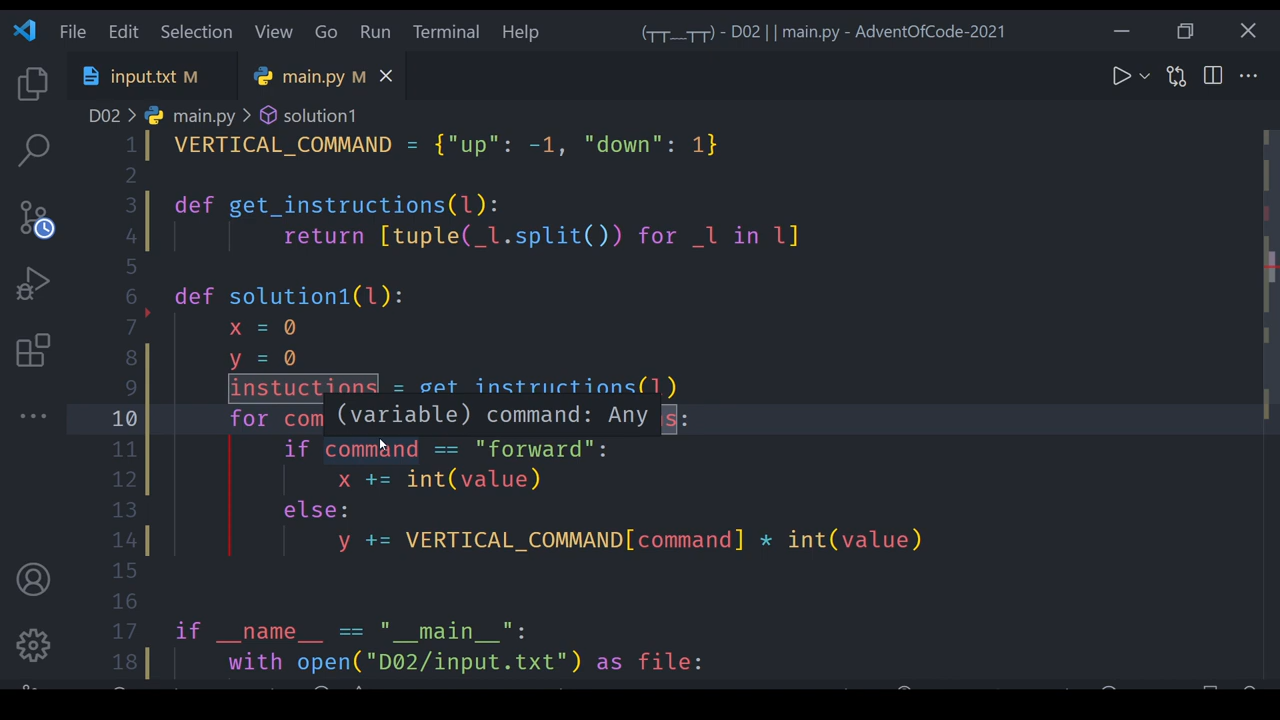 File Edit Selection View Go Run Terminal Help (┬┬__┬┬) - D02 || main.py - AdventOfCode-2021
input.txt M main.py M
D02 > main.py > solution1
1 VERTICAL_COMMAND = {"up": -1, "down": 1}
2
3 def get_instructions(l):
4 return [tuple(_l.split()) for _l in l]
5
6 def solution1(l):
7 x = 0
8 y = 0
9 instuctions = get_instructions(l)
10 for com s:
(variable) command: Any
11 if command == "forward":
12 x += int(value)
13 else:
14 y += VERTICAL_COMMAND[command] * int(value)
15
16
17 if __name__ == "__main__":
18 with open("D02/input.txt") as file: